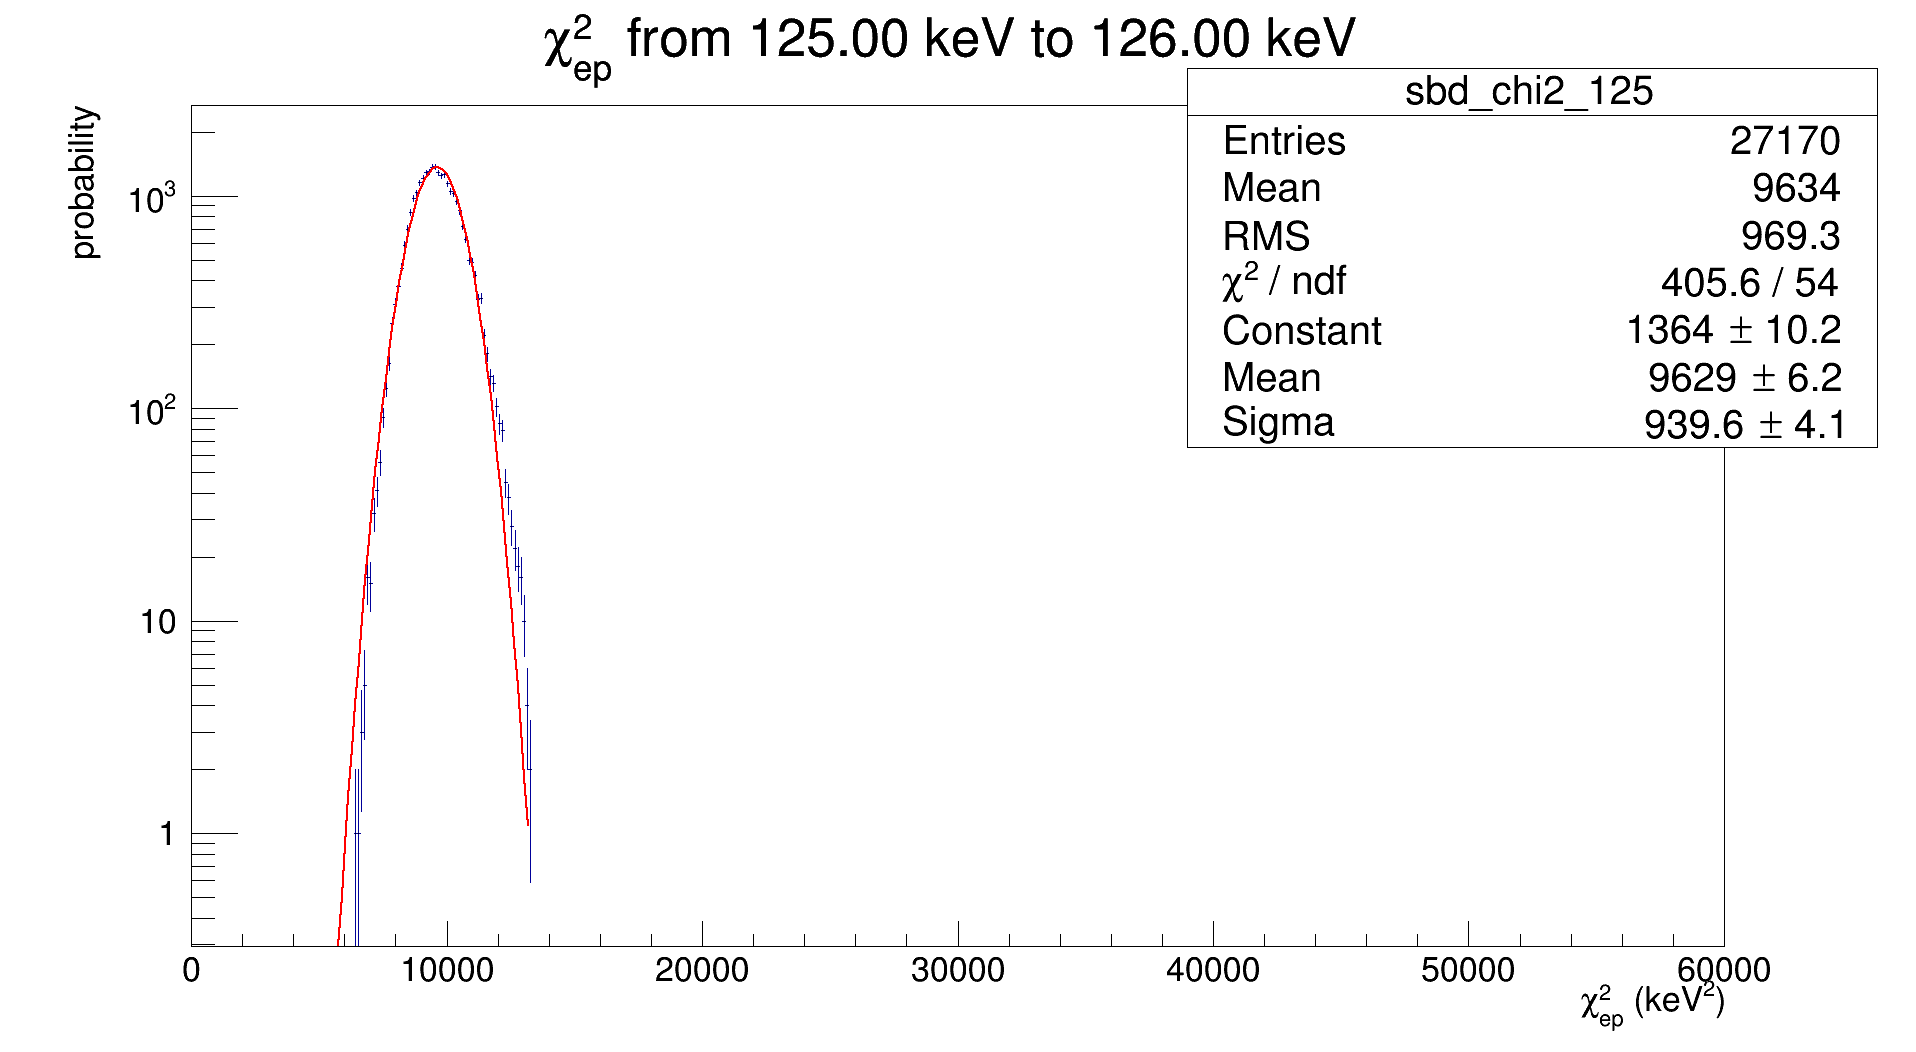 χ²ep from 125.00 keV to 126.00 keV
sbd_chi2_125
Entries 27170
Mean 9634
RMS 969.3
χ² / ndf 405.6 / 54
Constant 1364 ± 10.2
Mean 9629 ± 6.2
Sigma 939.6 ± 4.1
probability
10³
10²
10
1
0 10000 20000 30000 40000 50000 60000
χ²ep (keV²)